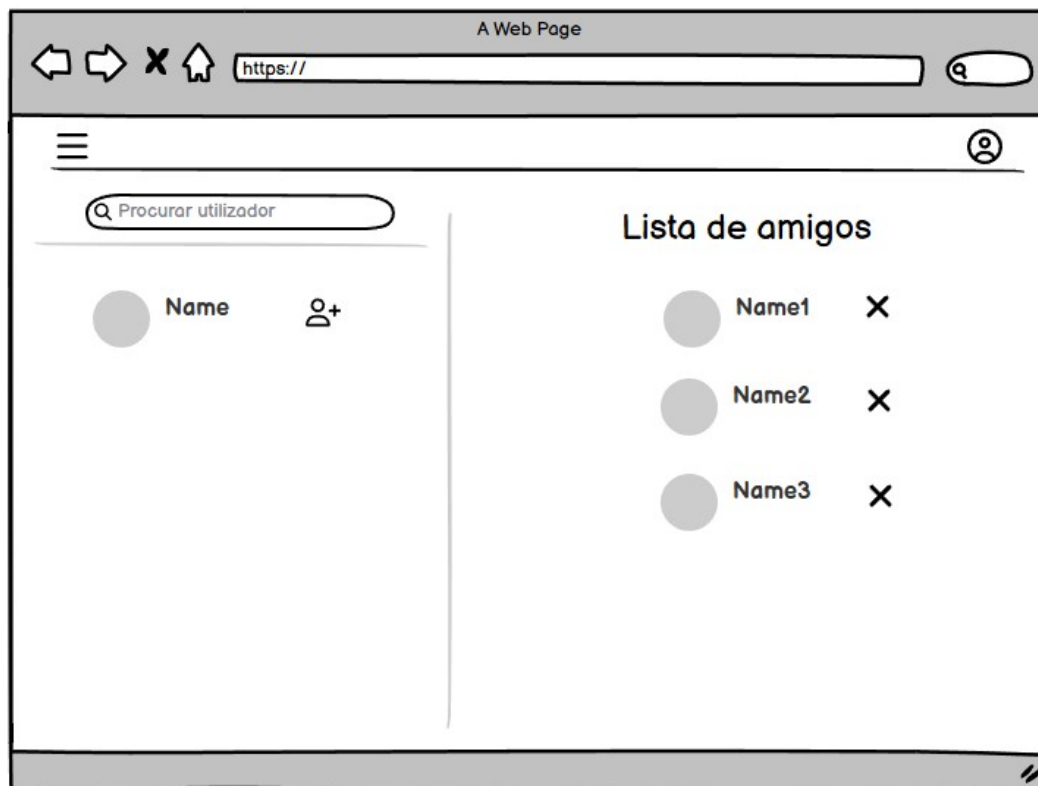 A Web Page
https://
Procurar utilizador
Name
Lista de amigos
Name1
Name2
Name3